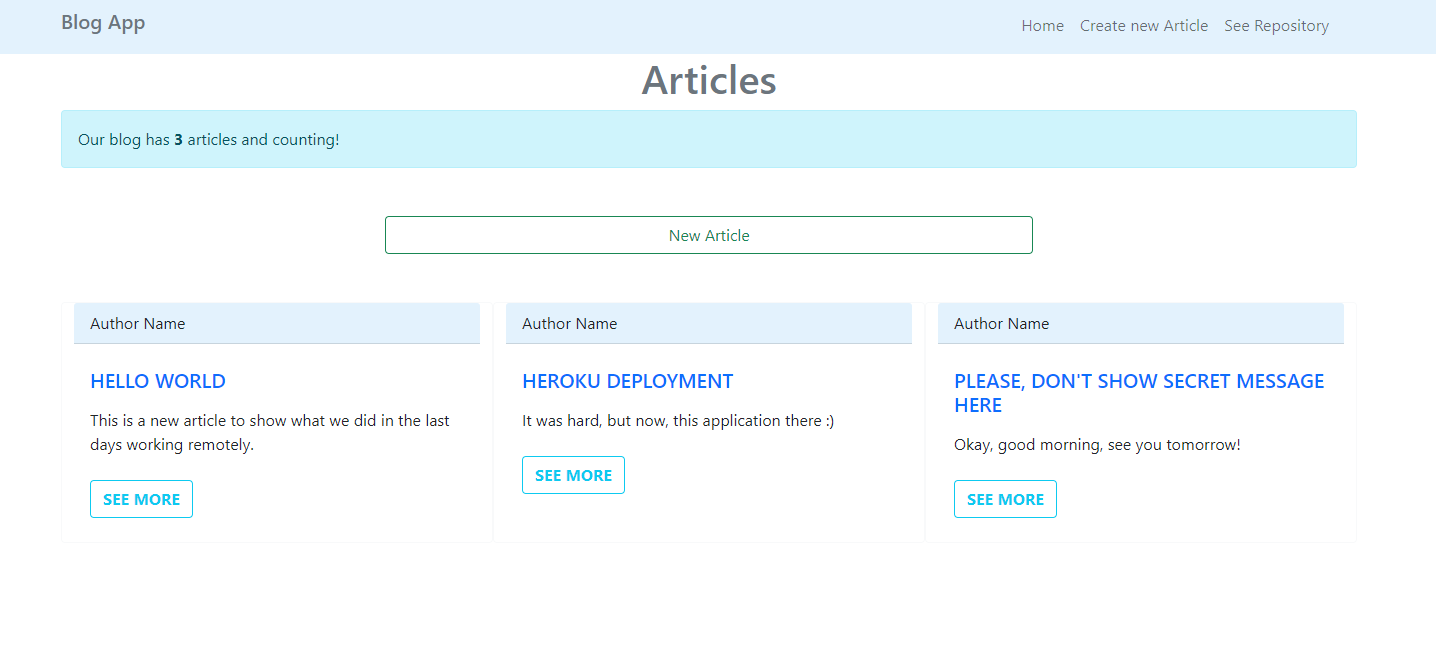 Blog App
Home
Create new Article
See Repository
Articles
Our blog has 3 articles and counting!
New Article
Author Name
HELLO WORLD
This is a new article to show what we did in the last
days working remotely.
SEE MORE
Author Name
HEROKU DEPLOYMENT
It was hard, but now, this application there :)
SEE MORE
Author Name
PLEASE, DON'T SHOW SECRET MESSAGE
HERE
Okay, good morning, see you tomorrow!
SEE MORE